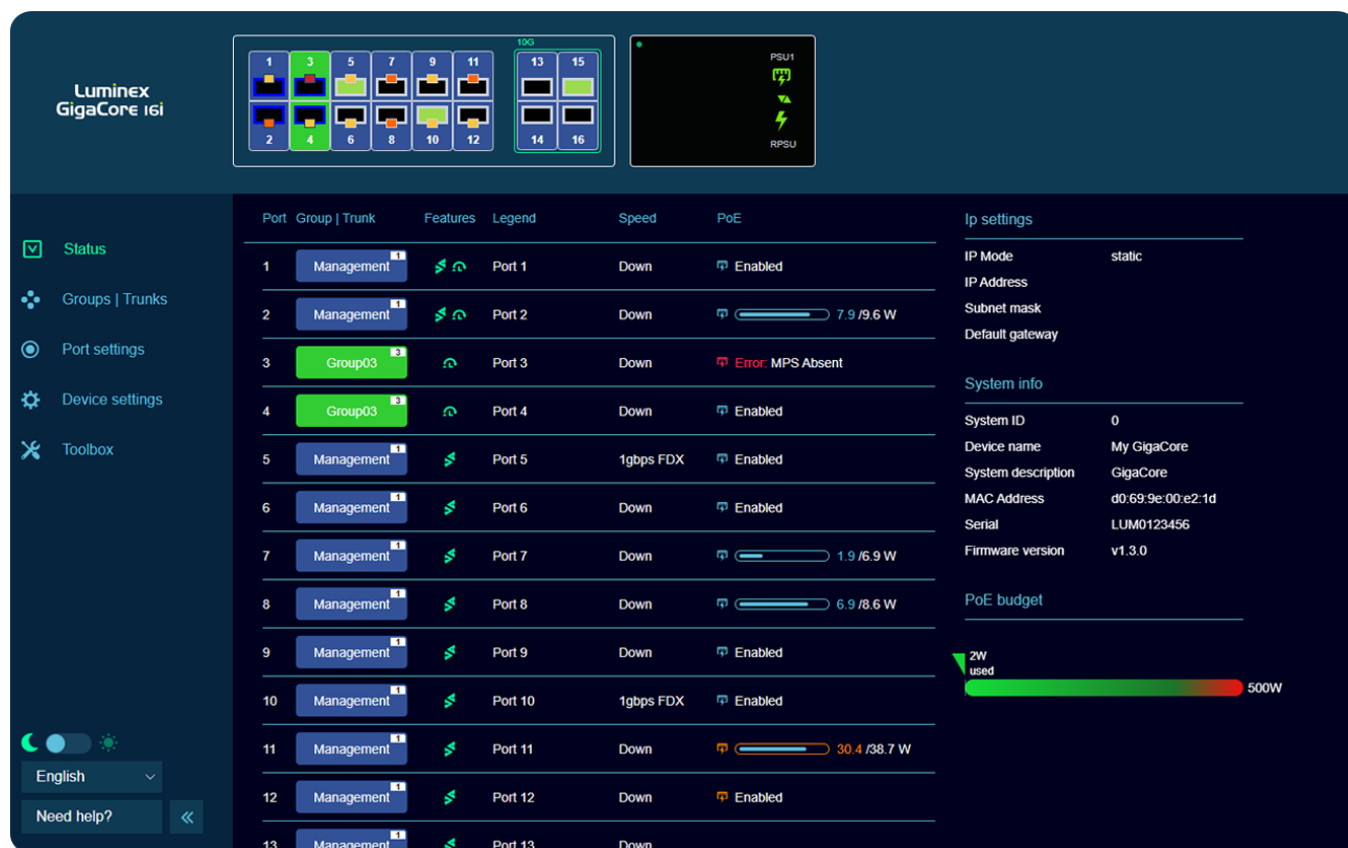 Luminex
GigaCore 16i
10G
1 3 5 7 9 11 13 15
2 4 6 8 10 12 14 16
PSU1
RPSU
Status
Groups | Trunks
Port settings
Device settings
Toolbox
English
Need help?
Port Group | Trunk Features Legend Speed PoE
1 Management 1 Port 1 Down Enabled
2 Management 1 Port 2 Down 7.9 /9.6 W
3 Group03 3 Port 3 Down Error: MPS Absent
4 Group03 3 Port 4 Down Enabled
5 Management 1 Port 5 1gbps FDX Enabled
6 Management 1 Port 6 Down Enabled
7 Management 1 Port 7 Down 1.9 /6.9 W
8 Management 1 Port 8 Down 6.9 /8.6 W
9 Management 1 Port 9 Down Enabled
10 Management 1 Port 10 1gbps FDX Enabled
11 Management 1 Port 11 Down 30.4 /38.7 W
12 Management 1 Port 12 Down Enabled
13 Management 1 Port 13 Down
Ip settings
IP Mode static
IP Address
Subnet mask
Default gateway
System info
System ID 0
Device name My GigaCore
System description GigaCore
MAC Address d0:69:9e:00:e2:1d
Serial LUM0123456
Firmware version v1.3.0
PoE budget
2W
used
500W